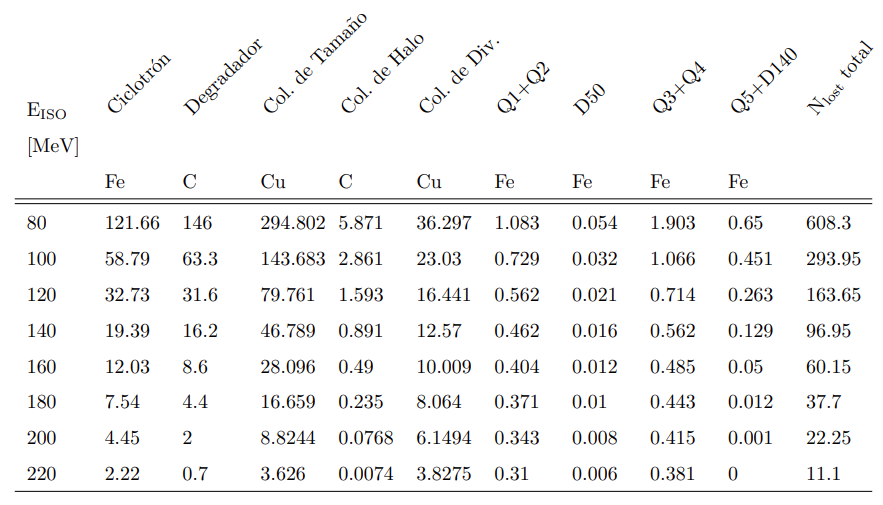 E_ISO [MeV] Ciclotrón Degradador Col. de Tamaño Col. de Halo Col. de Div. Q1+Q2 D50 Q3+Q4 Q5+D140 N_lost total
Fe C Cu C Cu Fe Fe Fe Fe
80 121.66 146 294.802 5.871 36.297 1.083 0.054 1.903 0.65 608.3
100 58.79 63.3 143.683 2.861 23.03 0.729 0.032 1.066 0.451 293.95
120 32.73 31.6 79.761 1.593 16.441 0.562 0.021 0.714 0.263 163.65
140 19.39 16.2 46.789 0.891 12.57 0.462 0.016 0.562 0.129 96.95
160 12.03 8.6 28.096 0.49 10.009 0.404 0.012 0.485 0.05 60.15
180 7.54 4.4 16.659 0.235 8.064 0.371 0.01 0.443 0.012 37.7
200 4.45 2 8.8244 0.0768 6.1494 0.343 0.008 0.415 0.001 22.25
220 2.22 0.7 3.626 0.0074 3.8275 0.31 0.006 0.381 0 11.1